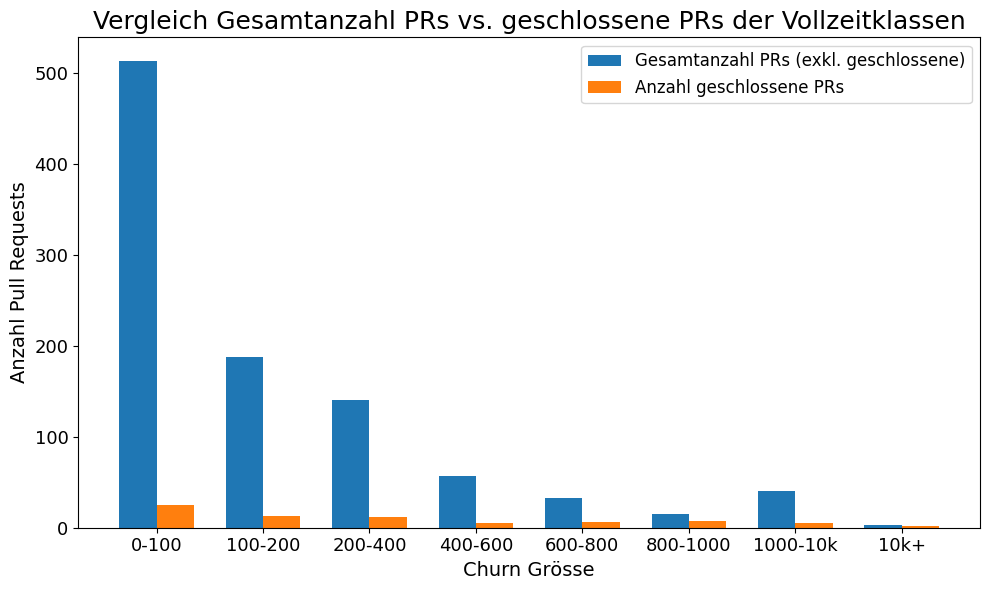 Vergleich Gesamtanzahl PRs vs. geschlossene PRs der Vollzeitklassen
Gesamtanzahl PRs (exkl. geschlossene)
Anzahl geschlossene PRs
Anzahl Pull Requests
500
400
300
200
100
0
0-100 100-200 200-400 400-600 600-800 800-1000 1000-10k 10k+
Churn Grösse